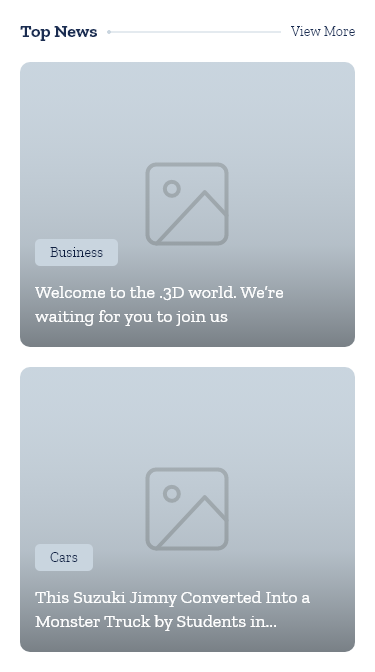 Top News
View More
Business
Welcome to the .3D world. We're
waiting for you to join us
Cars
This Suzuki Jimny Converted Into a
Monster Truck by Students in...